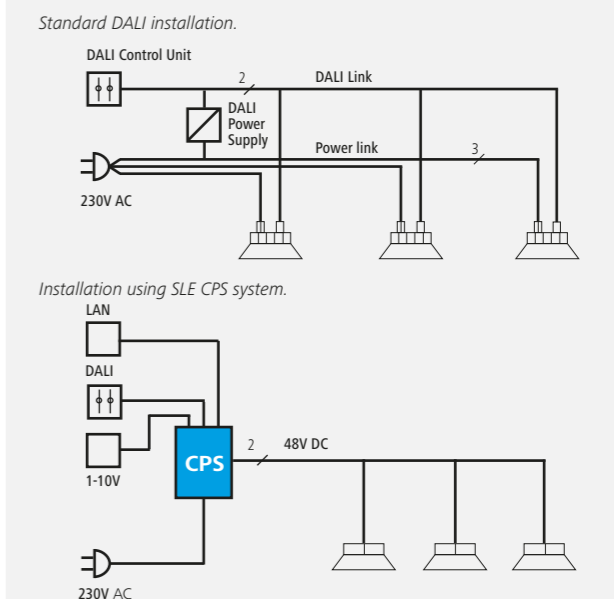 Standard DALI installation.
DALI Control Unit
2
DALI Link
DALI
Power
Supply
Power link
3
230V AC
Installation using SLE CPS system.
LAN
DALI
CPS
2
48V DC
1-10V
230V AC